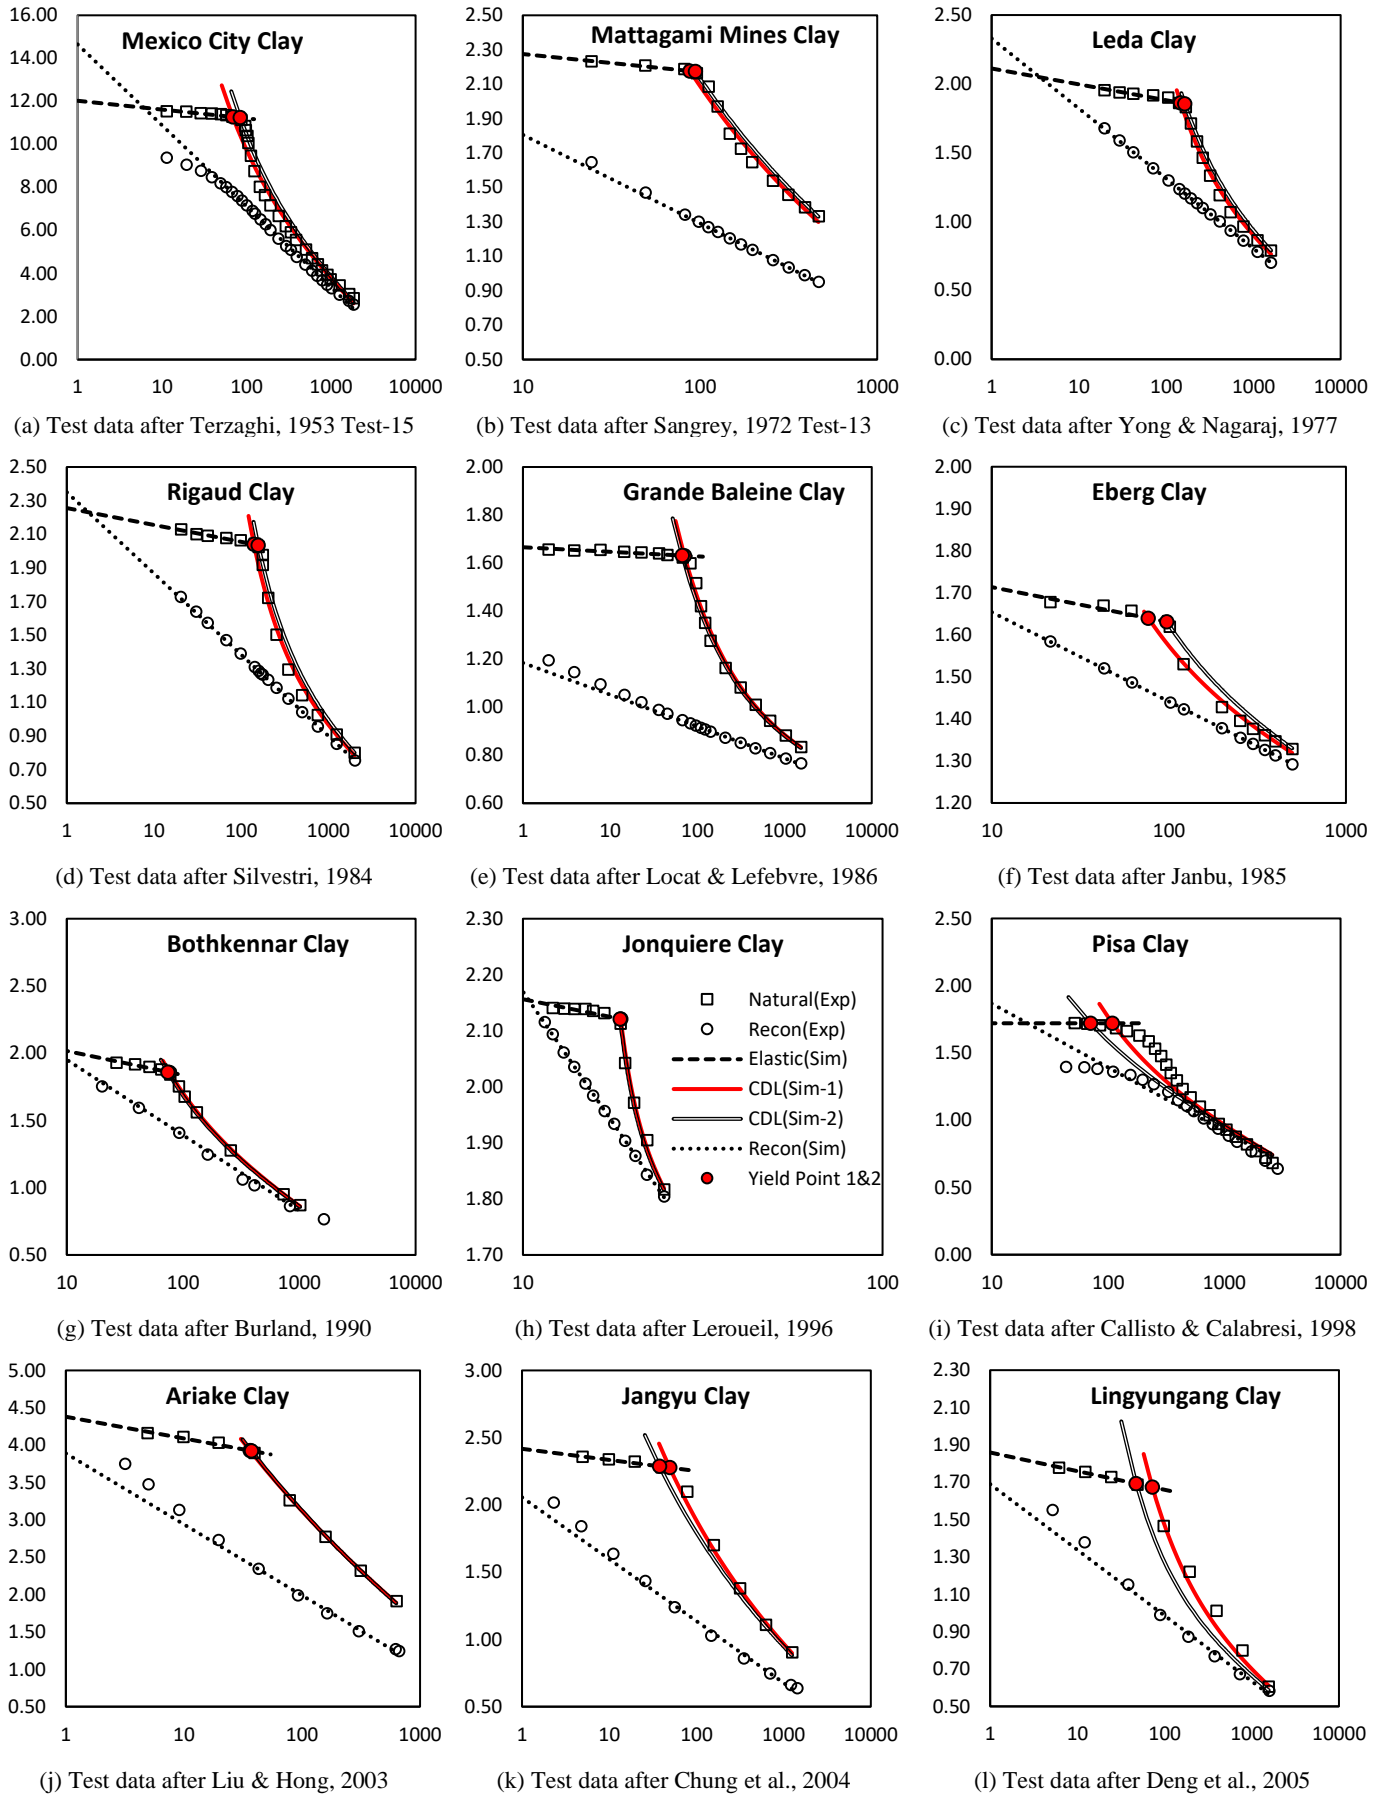 Mexico City Clay
16.00
14.00
12.00
10.00
8.00
6.00
4.00
2.00
0.00
1 10 100 1000 10000
(a) Test data after Terzaghi, 1953 Test-15
Mattagami Mines Clay
2.50
2.30
2.10
1.90
1.70
1.50
1.30
1.10
0.90
0.70
0.50
10 100 1000
(b) Test data after Sangrey, 1972 Test-13
Leda Clay
2.50
2.00
1.50
1.00
0.50
0.00
1 10 100 1000 10000
(c) Test data after Yong & Nagaraj, 1977
Rigaud Clay
2.50
2.30
2.10
1.90
1.70
1.50
1.30
1.10
0.90
0.70
0.50
1 10 100 1000 10000
(d) Test data after Silvestri, 1984
Grande Baleine Clay
2.00
1.80
1.60
1.40
1.20
1.00
0.80
0.60
1 10 100 1000 10000
(e) Test data after Locat & Lefebvre, 1986
Eberg Clay
2.00
1.90
1.80
1.70
1.60
1.50
1.40
1.30
1.20
10 100 1000
(f) Test data after Janbu, 1985
Bothkennar Clay
3.00
2.50
2.00
1.50
1.00
0.50
10 100 1000 10000
(g) Test data after Burland, 1990
Jonquiere Clay
2.30
2.20
2.10
2.00
1.90
1.80
1.70
Natural(Exp)
Recon(Exp)
Elastic(Sim)
CDL(Sim-1)
CDL(Sim-2)
Recon(Sim)
Yield Point 1&2
10 100
(h) Test data after Leroueil, 1996
Pisa Clay
2.50
2.00
1.50
1.00
0.50
0.00
10 100 1000 10000
(i) Test data after Callisto & Calabresi, 1998
Ariake Clay
5.00
4.50
4.00
3.50
3.00
2.50
2.00
1.50
1.00
0.50
1 10 100 1000
(j) Test data after Liu & Hong, 2003
Jangyu Clay
3.00
2.50
2.00
1.50
1.00
0.50
1 10 100 1000 10000
(k) Test data after Chung et al., 2004
Lingyungang Clay
2.30
2.10
1.90
1.70
1.50
1.30
1.10
0.90
0.70
0.50
1 10 100 1000 10000
(l) Test data after Deng et al., 2005